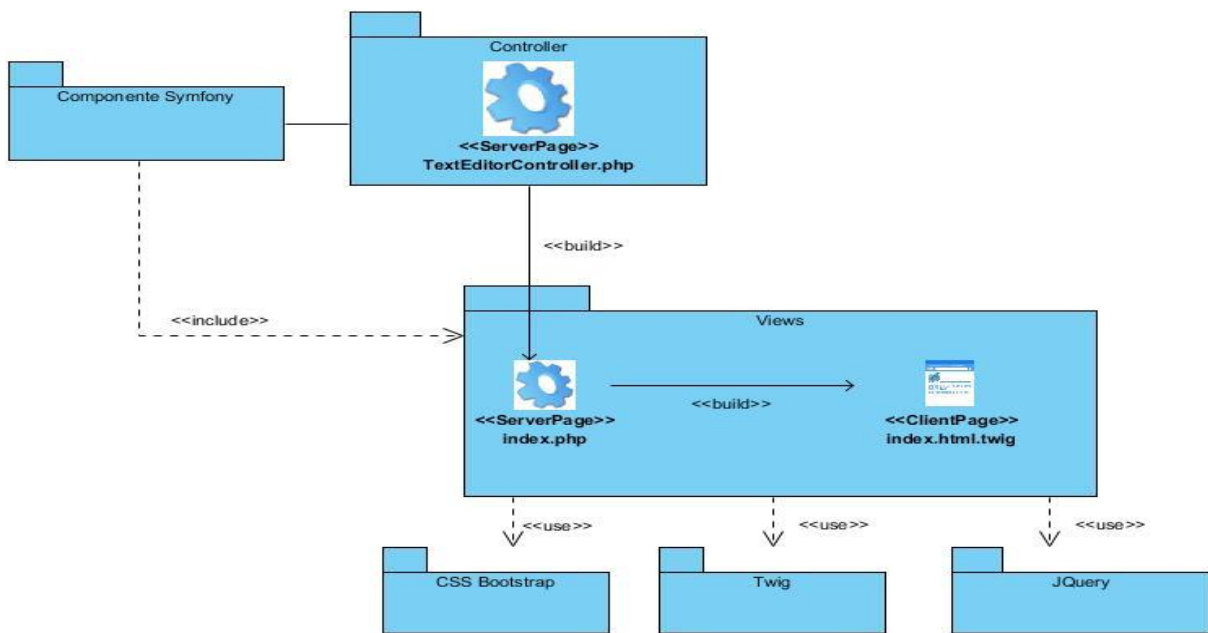 Controller
Componente Symfony
<<ServerPage>>
TextEditorController.php
<<build>>
<<include>>
Views
<<build>>
<<ServerPage>>
index.php
<<ClientPage>>
index.html.twig
<<use>>
<<use>>
<<use>>
CSS Bootstrap
Twig
JQuery